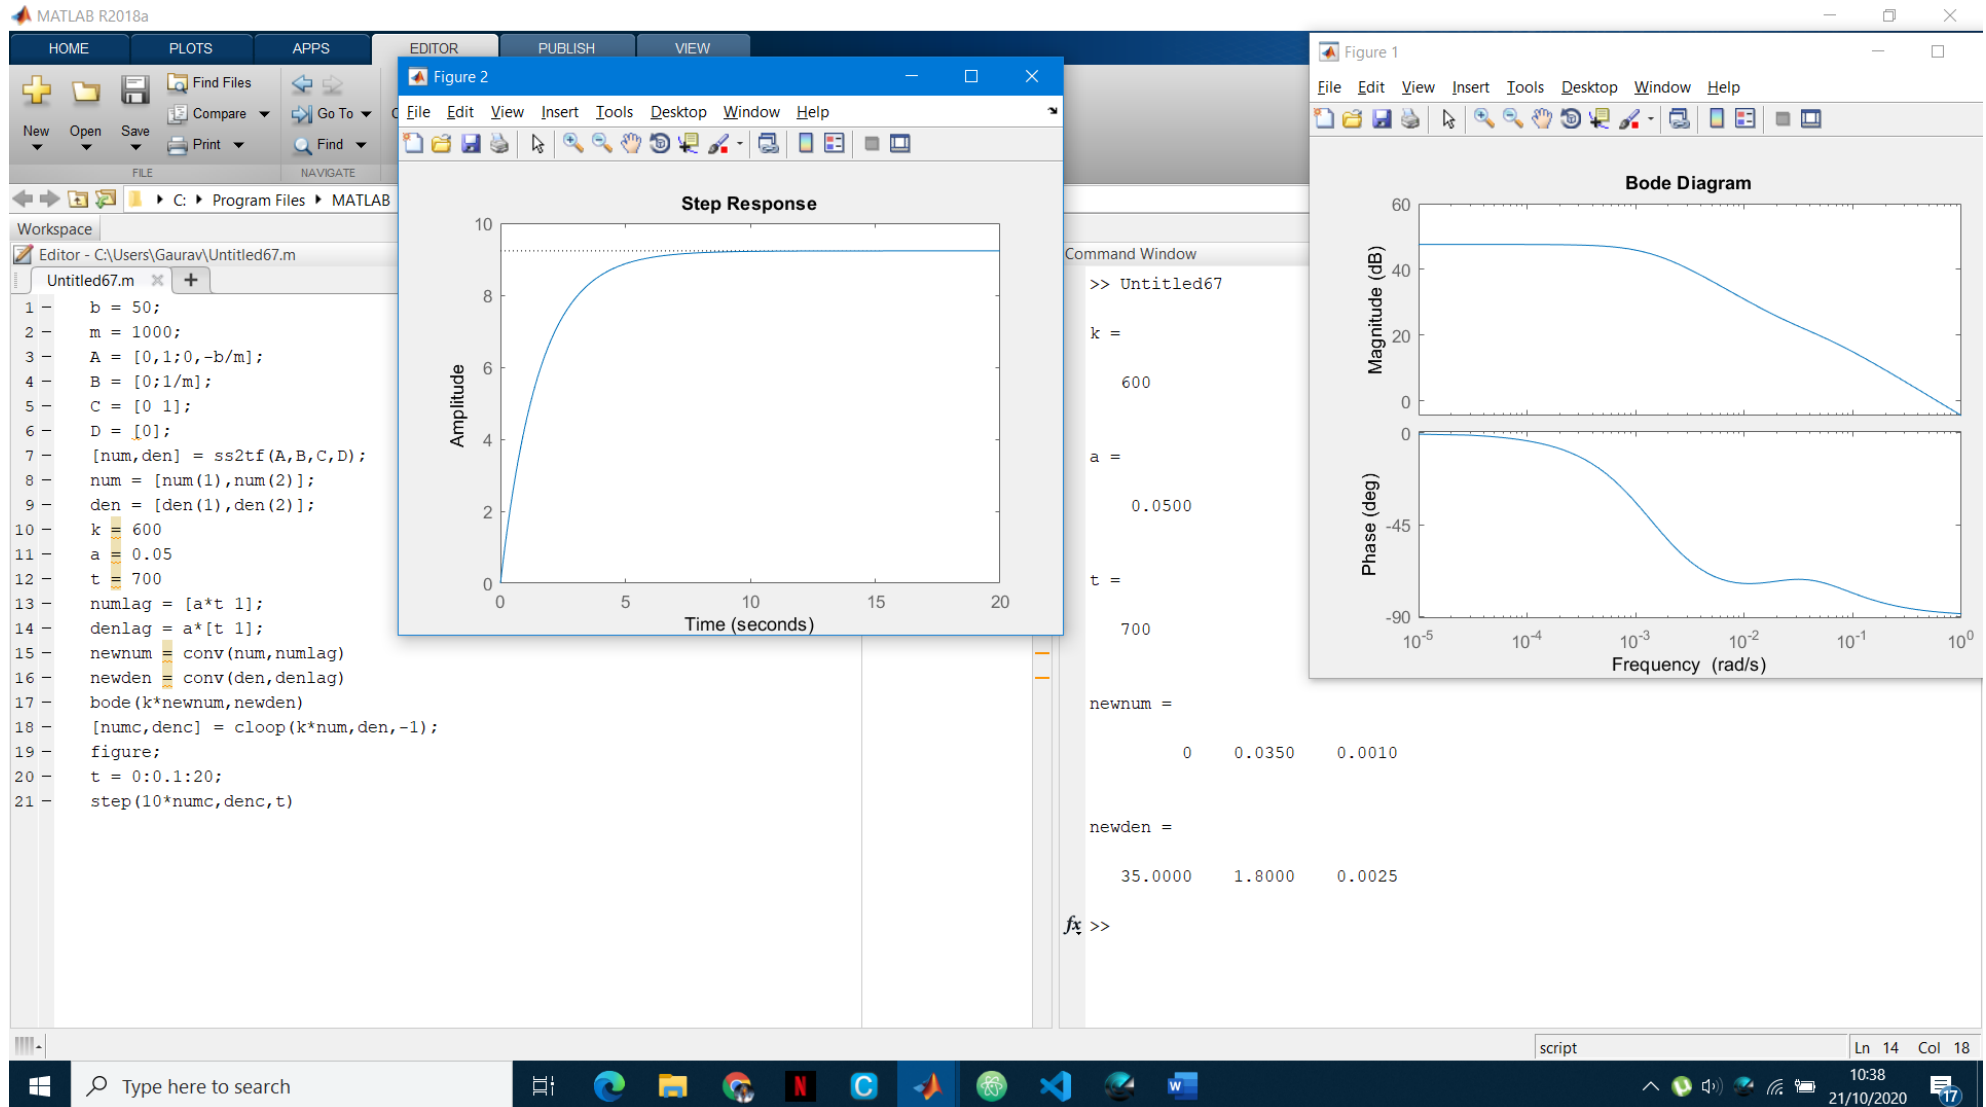 MATLAB R2018a
HOME PLOTS APPS EDITOR PUBLISH VIEW
New Open Save
Find Files
Compare
Print
Go To
Find
FILE NAVIGATE
C: Program Files MATLAB
Workspace
Editor - C:\Users\Gaurav\Untitled67.m
Untitled67.m
1 - b = 50;
2 - m = 1000;
3 - A = [0,1;0,-b/m];
4 - B = [0;1/m];
5 - C = [0 1];
6 - D = [0];
7 - [num,den] = ss2tf(A,B,C,D);
8 - num = [num(1),num(2)];
9 - den = [den(1),den(2)];
10 - k = 600
11 - a = 0.05
12 - t = 700
13 - numlag = [a*t 1];
14 - denlag = a*[t 1];
15 - newnum = conv(num,numlag)
16 - newden = conv(den,denlag)
17 - bode(k*newnum,newden)
18 - [numc,denc] = cloop(k*num,den,-1);
19 - figure;
20 - t = 0:0.1:20;
21 - step(10*numc,denc,t)
Figure 2
File Edit View Insert Tools Desktop Window Help
Step Response
Amplitude
10
8
6
4
2
0
0 5 10 15 20
Time (seconds)
Command Window
>> Untitled67
k =
600
a =
0.0500
t =
700
newnum =
0 0.0350 0.0010
newden =
35.0000 1.8000 0.0025
fx >>
Figure 1
File Edit View Insert Tools Desktop Window Help
Bode Diagram
Magnitude (dB)
60
40
20
0
Phase (deg)
0
-45
-90
10^-5 10^-4 10^-3 10^-2 10^-1 10^0
Frequency (rad/s)
script Ln 14 Col 18
Type here to search
10:38
21/10/2020
17